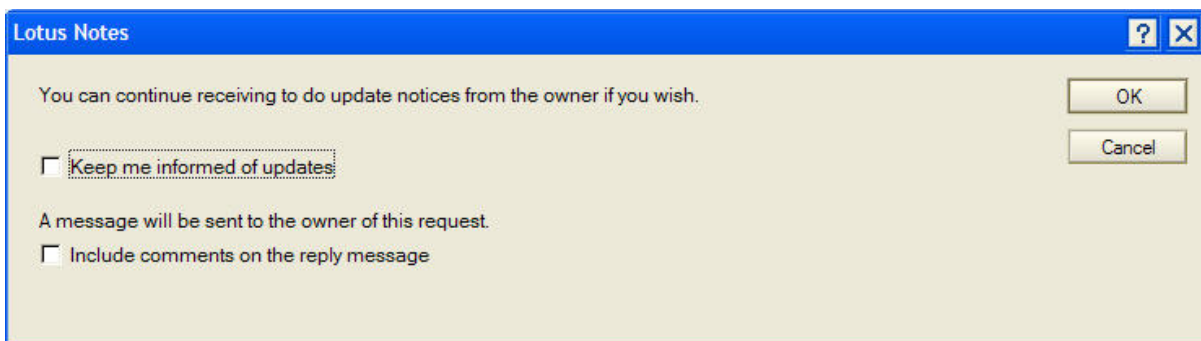 Lotus Notes
You can continue receiving to do update notices from the owner if you wish.
OK
Cancel
Keep me informed of updates
A message will be sent to the owner of this request.
Include comments on the reply message